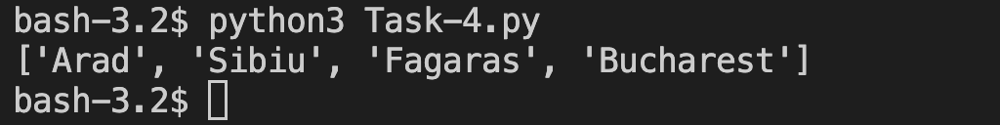 bash-3.2$ python3 Task-4.py
['Arad', 'Sibiu', 'Fagaras', 'Bucharest']
bash-3.2$